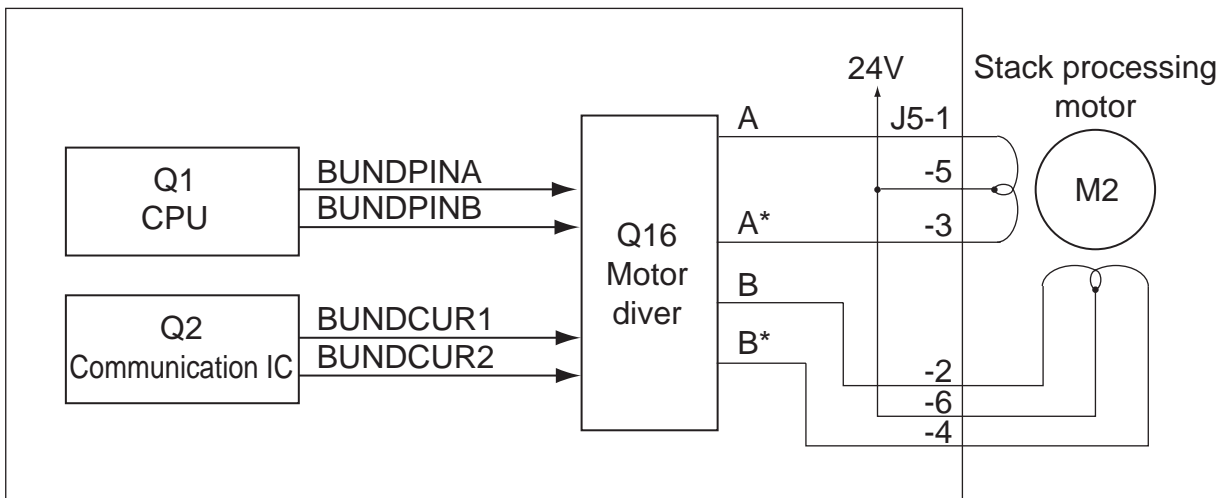 24V
Stack processing
motor
A
J5-1
Q1
CPU
BUNDPINA
BUNDPINB
-5
M2
A*
-3
Q16
Motor
diver
B
B*
Q2
Communication IC
BUNDCUR1
BUNDCUR2
-2
-6
-4